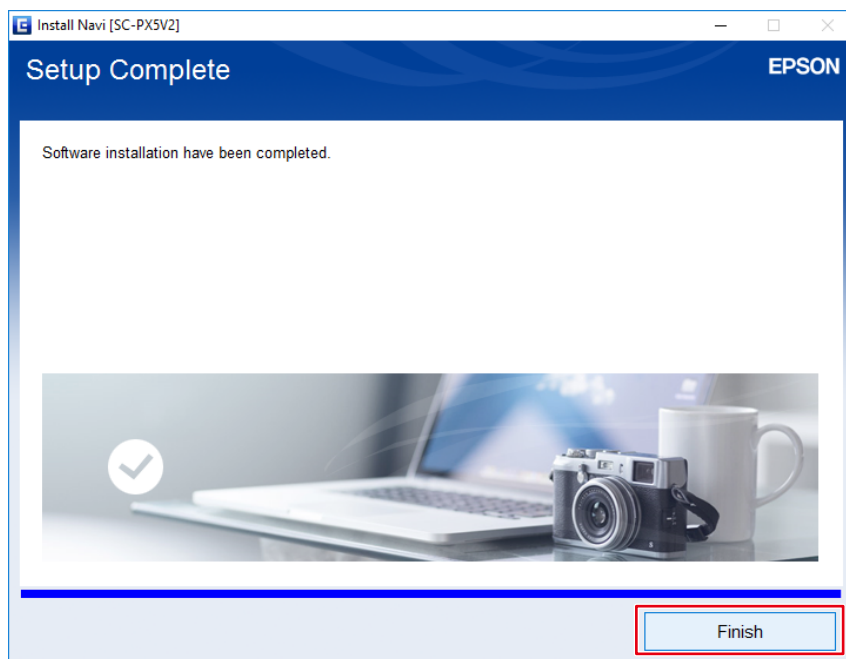 Install Navi [SC-PX5V2]
Setup Complete
EPSON
Software installation have been completed.
Finish